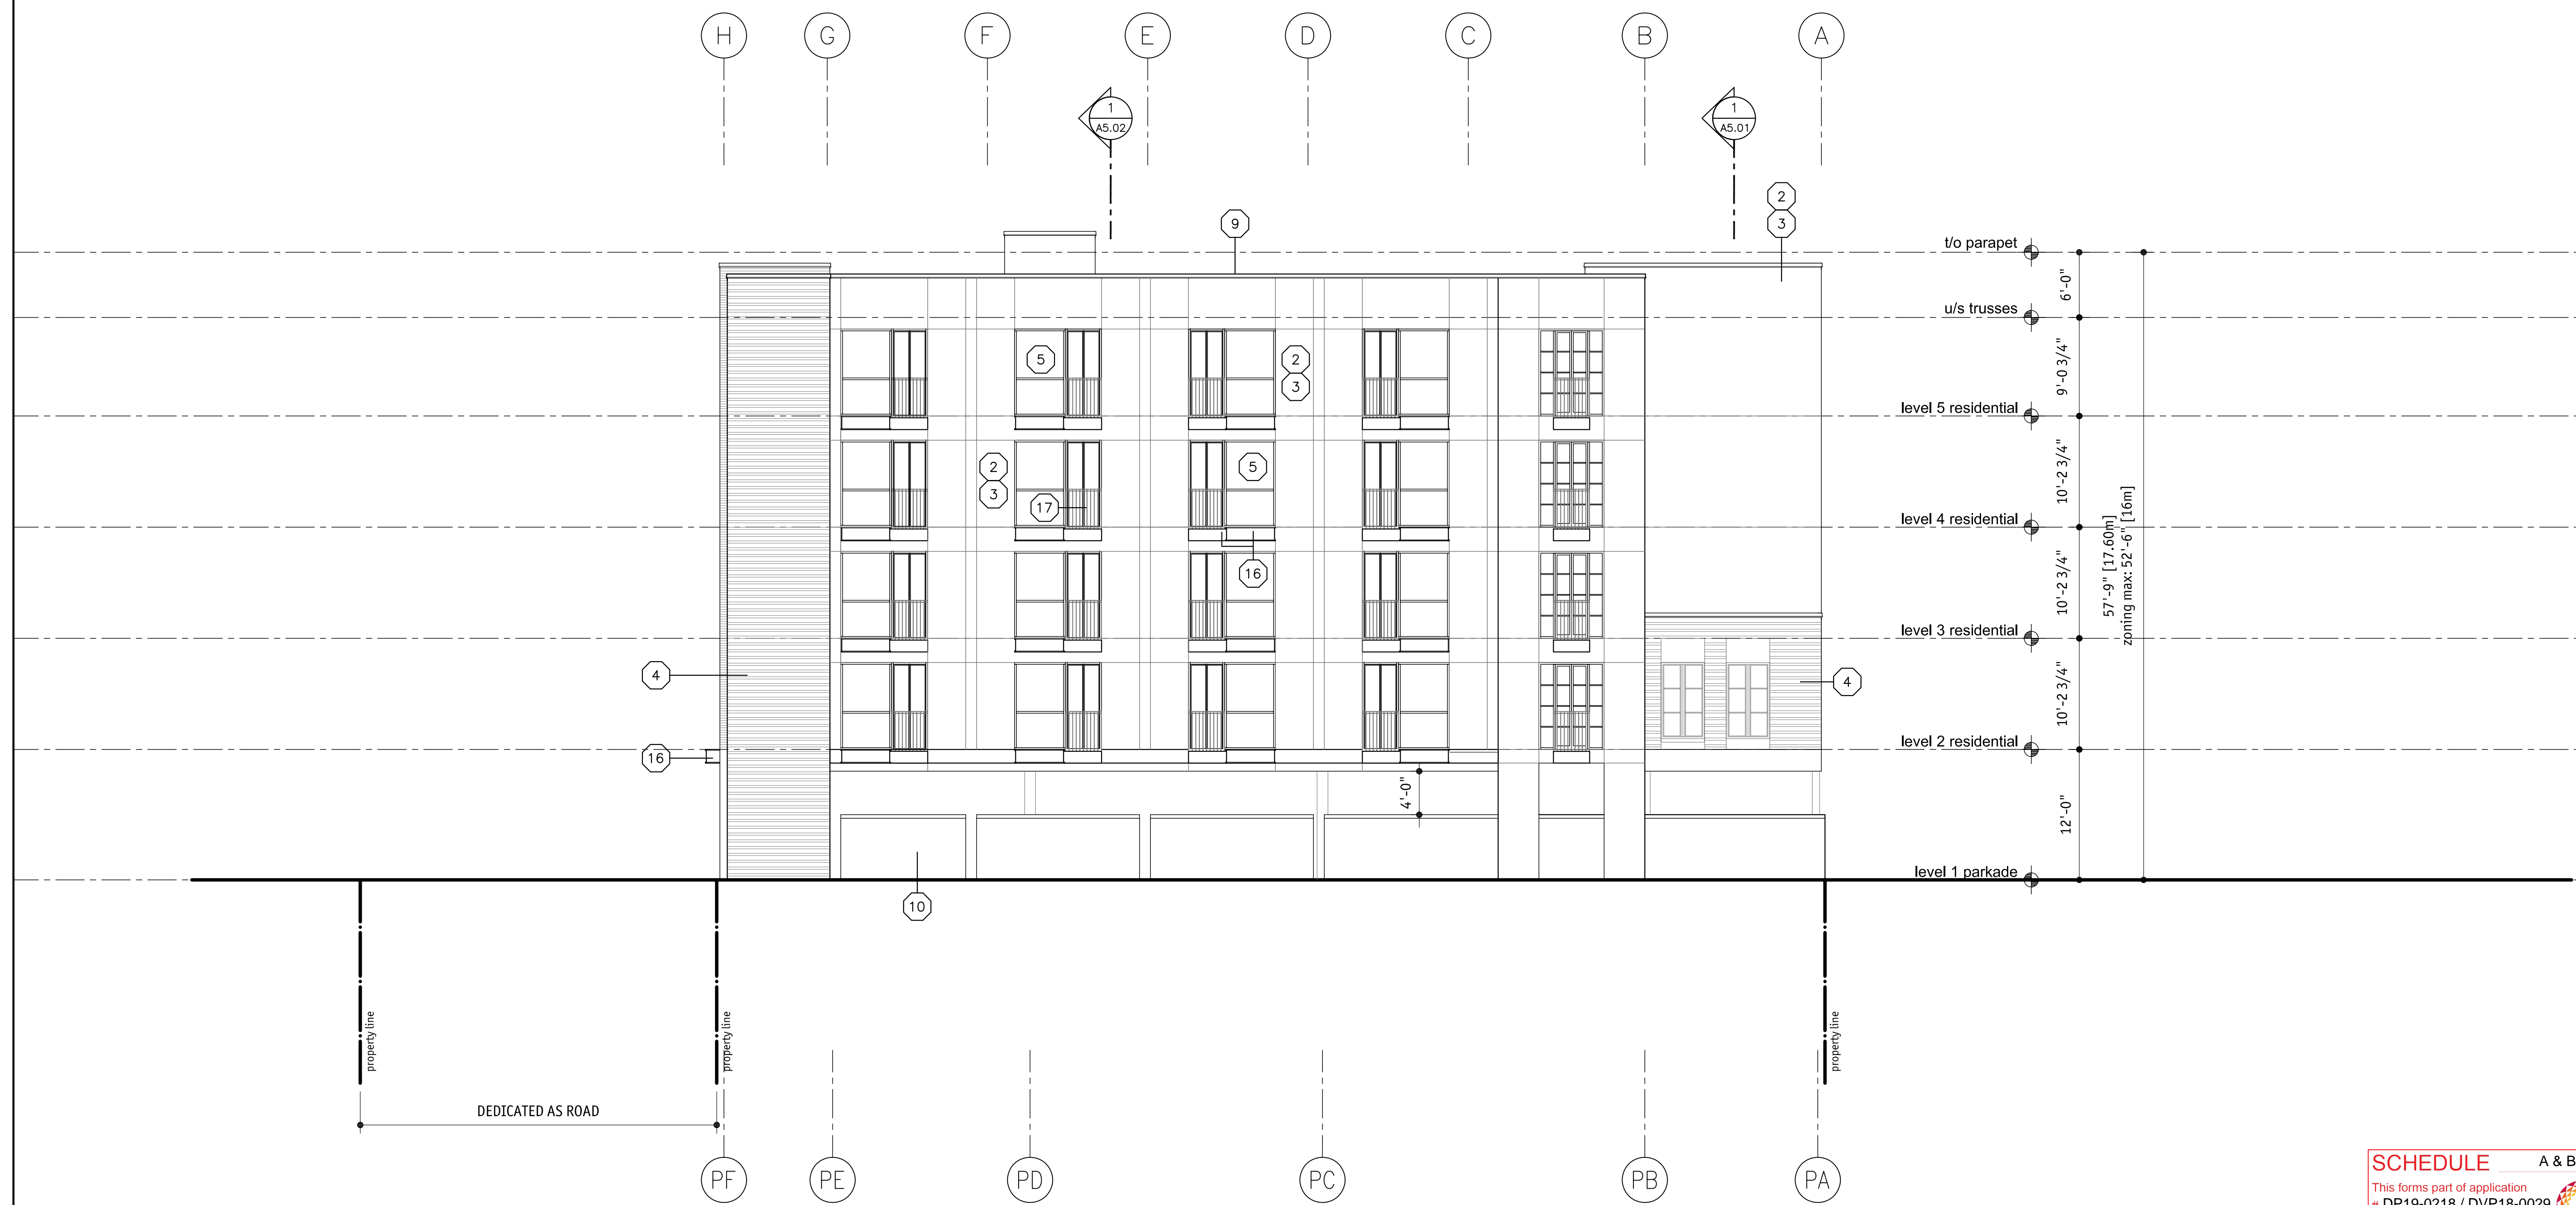 H G F E D C B A
1 1
A5.02 A5.01
2
9 3
t/o parapet
6'-0"
u/s trusses
5 2
3
9'-0 3/4"
level 5 residential
2 5
3
17
10'-2 3/4"
level 4 residential
16
57'-9" [17.60m]
zoning max: 52'-6" [16m]
10'-2 3/4"
level 3 residential
4 4
10'-2 3/4"
level 2 residential
16
4'-0"
12'-0"
level 1 parkade
10
property line property line property line
DEDICATED AS ROAD
PF PE PD PC PB PA
SCHEDULE A & B
This forms part of application
# DP19-0218 / DVP18-0029